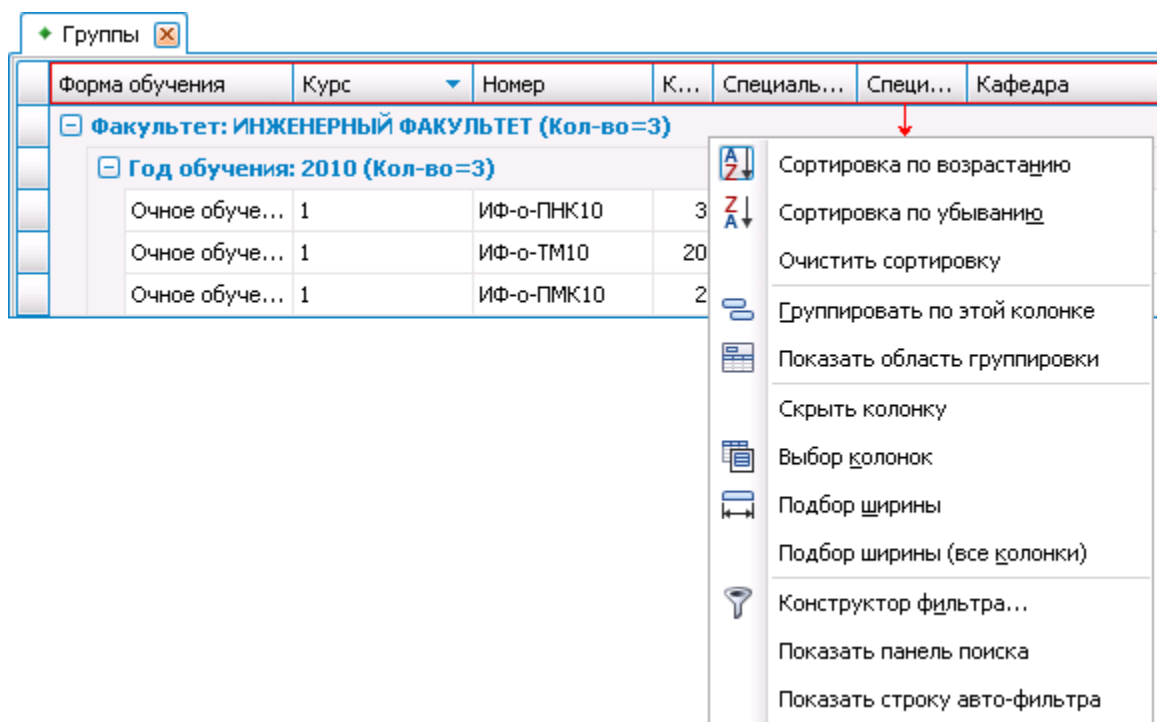 Группы
Форма обучения Курс Номер К... Специаль... Специ... Кафедра
Факультет: ИНЖЕНЕРНЫЙ ФАКУЛЬТЕТ (Кол-во=3)
Год обучения: 2010 (Кол-во=3)
Очное обуче... 1 ИФ-о-ПНК10 3
Очное обуче... 1 ИФ-о-ТМ10 20
Очное обуче... 1 ИФ-о-ПМК10 2
Сортировка по возрастанию
Сортировка по убыванию
Очистить сортировку
Группировать по этой колонке
Показать область группировки
Скрыть колонку
Выбор колонок
Подбор ширины
Подбор ширины (все колонки)
Конструктор фильтра...
Показать панель поиска
Показать строку авто-фильтра